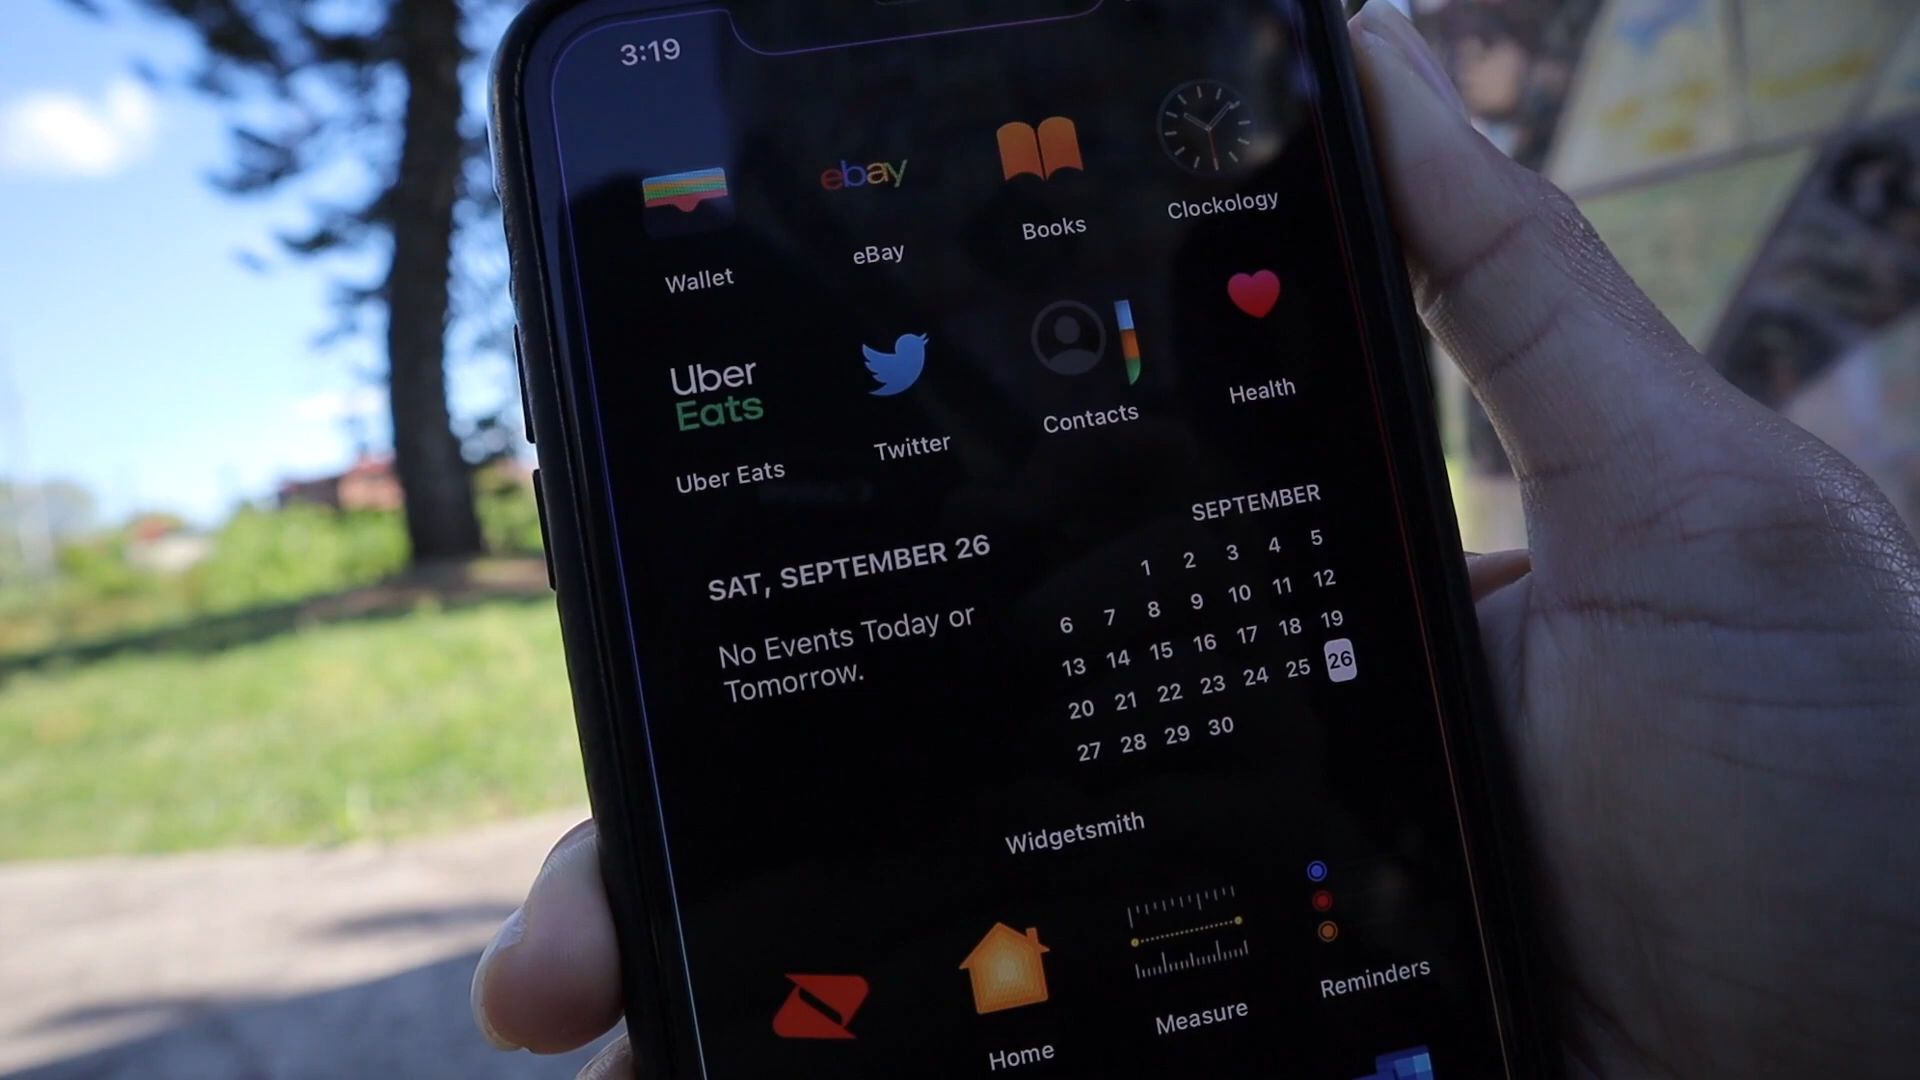 3:19
ebay
Wallet
eBay
Books
Clockology
Uber
Eats
Uber Eats
Twitter
Contacts
Health
SAT, SEPTEMBER 26
No Events Today or
Tomorrow.
SEPTEMBER
1 2 3 4 5
6 7 8 9 10 11 12
13 14 15 16 17 18 19
20 21 22 23 24 25 26
27 28 29 30
Widgetsmith
Home
Measure
Reminders